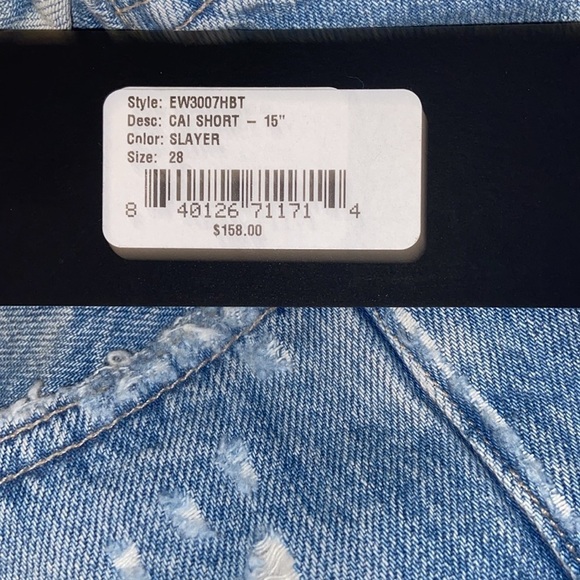 Style: EW3007HBT
Desc: CAI SHORT – 15"
Color: SLAYER
Size: 28
8 40126 71171 4
$158.00